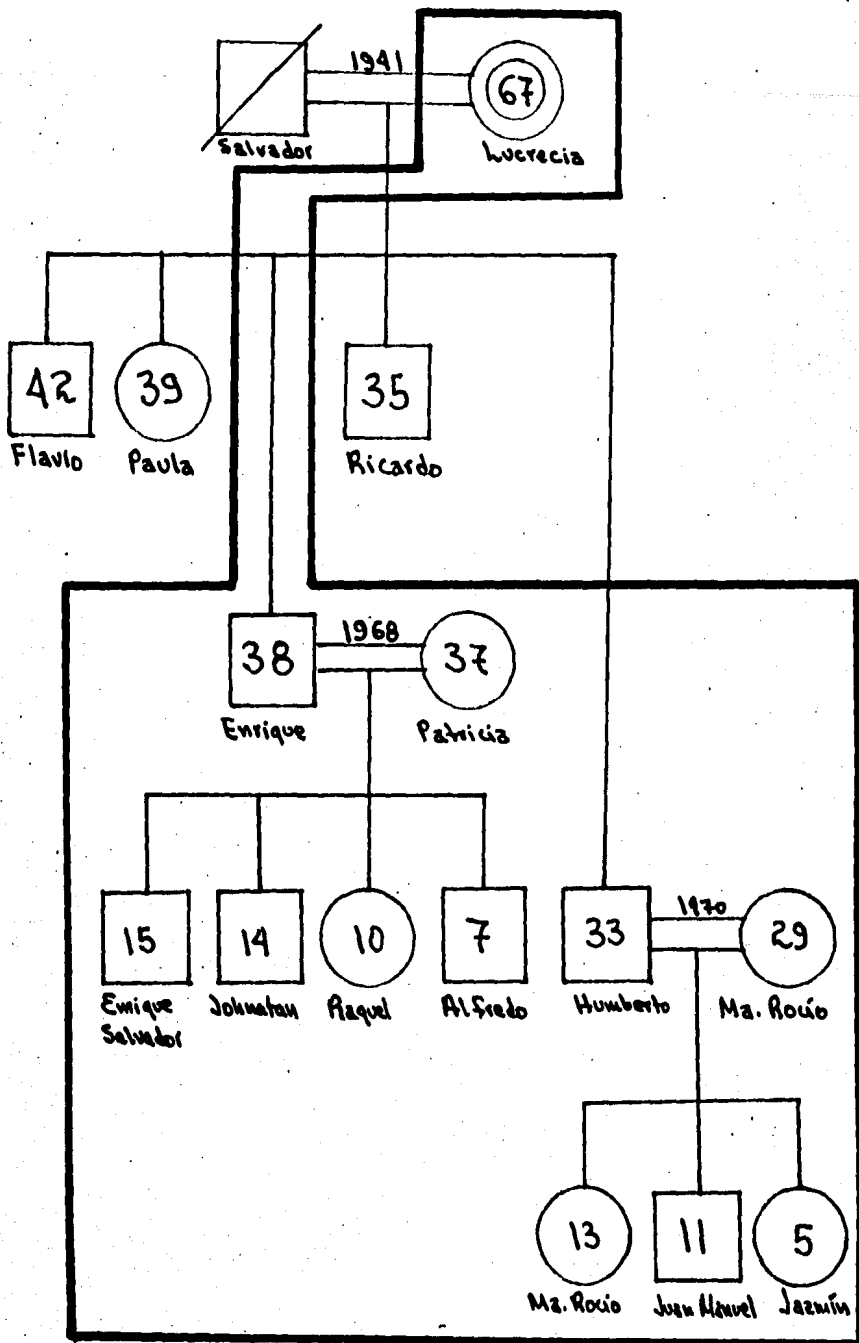 1941
67
Salvador
Lucrecia
42
39
35
Flavio
Paula
Ricardo
1968
38
37
Enrique
Patricia
15
14
10
7
1970
33
29
Enrique
Salvador
Johnatan
Raquel
Alfredo
Humberto
Ma. Rocío
13
11
5
Ma. Rocío
Juan Manuel
Jazmín